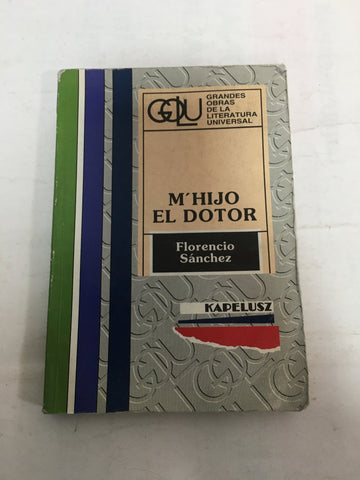 GOLU
GRANDES
OBRAS
DE LA
LITERATURA
UNIVERSAL
M´HIJO
EL DOTOR
Florencio
Sánchez
KAPELUSZ